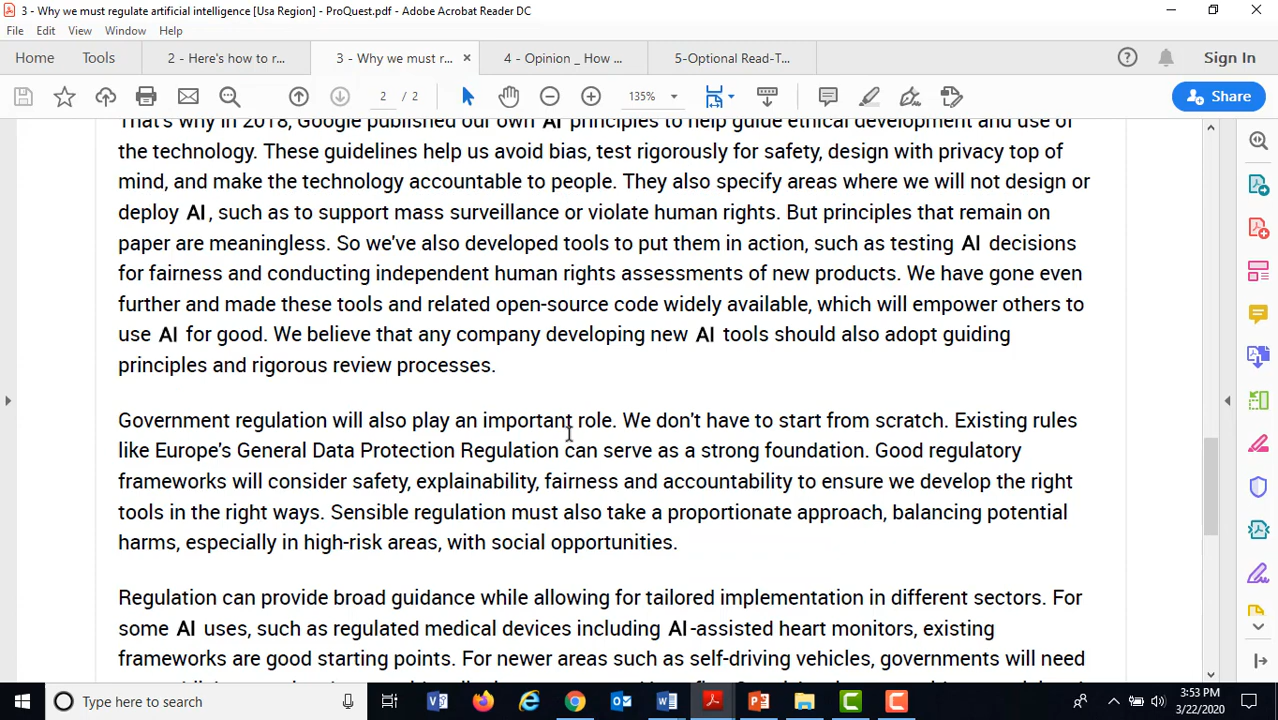 3 - Why we must regulate artificial intelligence [Usa Region] - ProQuest.pdf - Adobe Acrobat Reader DC
File Edit View Window Help
Home Tools 2 - Here's how to r... 3 - Why we must r... × 4 - Opinion _ How ... 5-Optional Read-T... Sign In
2 / 2 135% Share
That's why in 2018, Google published our own AI principles to help guide ethical development and use of
the technology. These guidelines help us avoid bias, test rigorously for safety, design with privacy top of
mind, and make the technology accountable to people. They also specify areas where we will not design or
deploy AI, such as to support mass surveillance or violate human rights. But principles that remain on
paper are meaningless. So we've also developed tools to put them in action, such as testing AI decisions
for fairness and conducting independent human rights assessments of new products. We have gone even
further and made these tools and related open-source code widely available, which will empower others to
use AI for good. We believe that any company developing new AI tools should also adopt guiding
principles and rigorous review processes.
Government regulation will also play an important role. We don't have to start from scratch. Existing rules
like Europe's General Data Protection Regulation can serve as a strong foundation. Good regulatory
frameworks will consider safety, explainability, fairness and accountability to ensure we develop the right
tools in the right ways. Sensible regulation must also take a proportionate approach, balancing potential
harms, especially in high-risk areas, with social opportunities.
Regulation can provide broad guidance while allowing for tailored implementation in different sectors. For
some AI uses, such as regulated medical devices including AI-assisted heart monitors, existing
frameworks are good starting points. For newer areas such as self-driving vehicles, governments will need
Type here to search
3:53 PM
3/22/2020